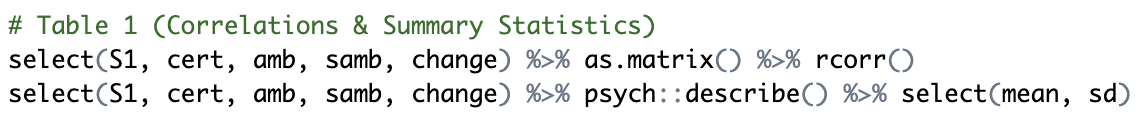 # Table 1 (Correlations & Summary Statistics)
select(S1, cert, amb, samb, change) %>% as.matrix() %>% rcorr()
select(S1, cert, amb, samb, change) %>% psych::describe() %>% select(mean, sd)